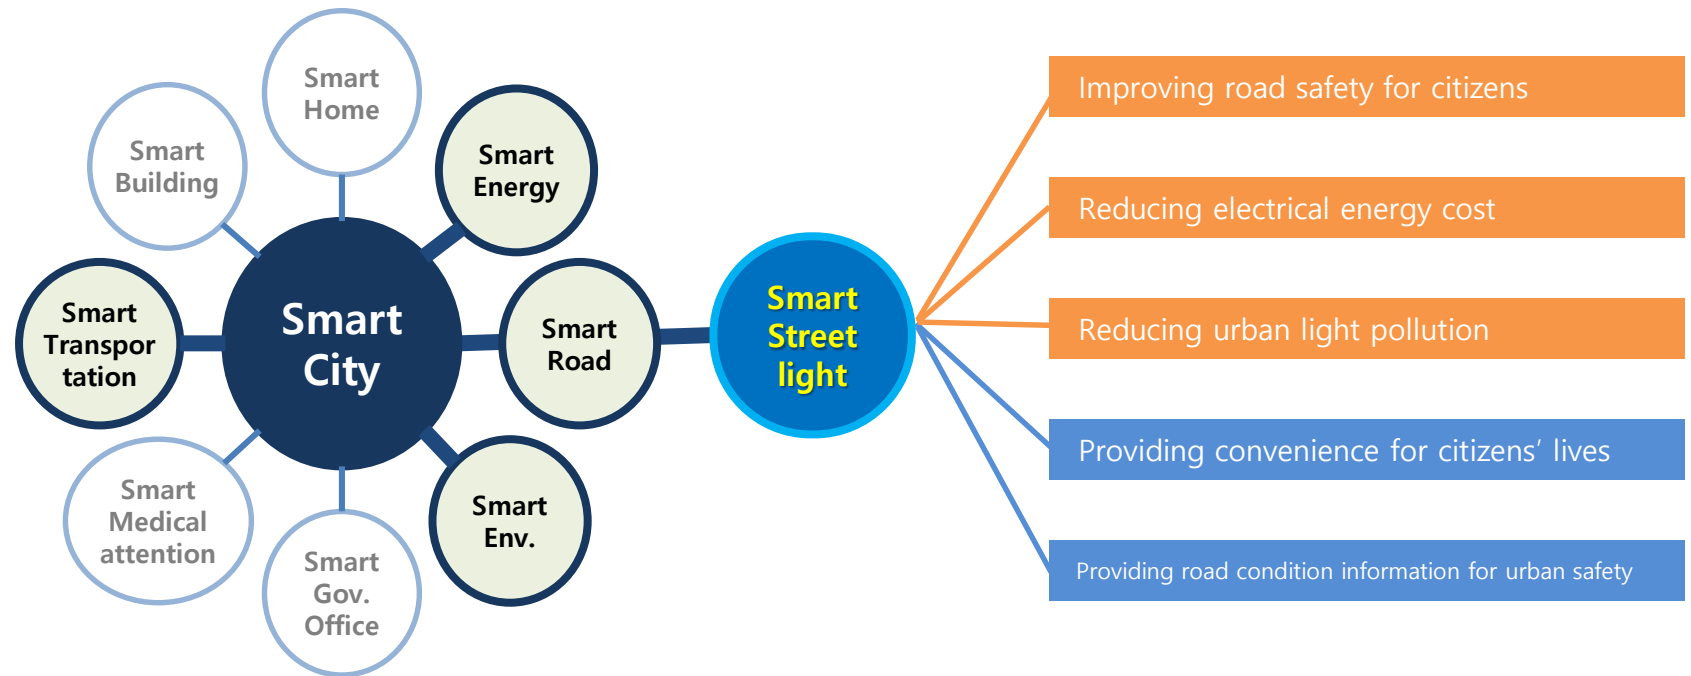 Smart
Home
Smart
Building
Smart
Energy
Smart
Transpor
tation
Smart
City
Smart
Road
Smart
Medical
attention
Smart
Gov.
Office
Smart
Env.
Smart
Street
light
Improving road safety for citizens
Reducing electrical energy cost
Reducing urban light pollution
Providing convenience for citizens’ lives
Providing road condition information for urban safety